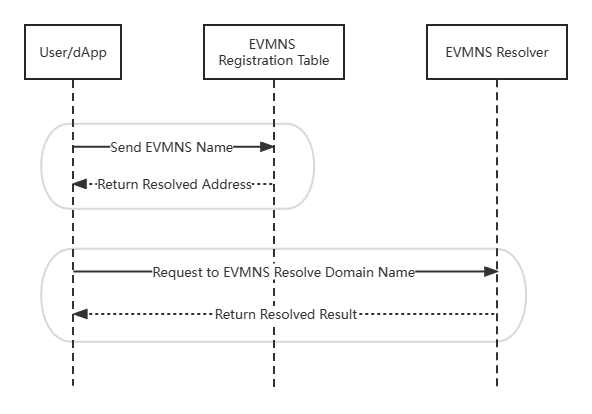 User/dApp
EVMNS
Registration Table
EVMNS Resolver
Send EVMNS Name
Return Resolved Address
Request to EVMNS Resolve Domain Name
Return Resolved Result